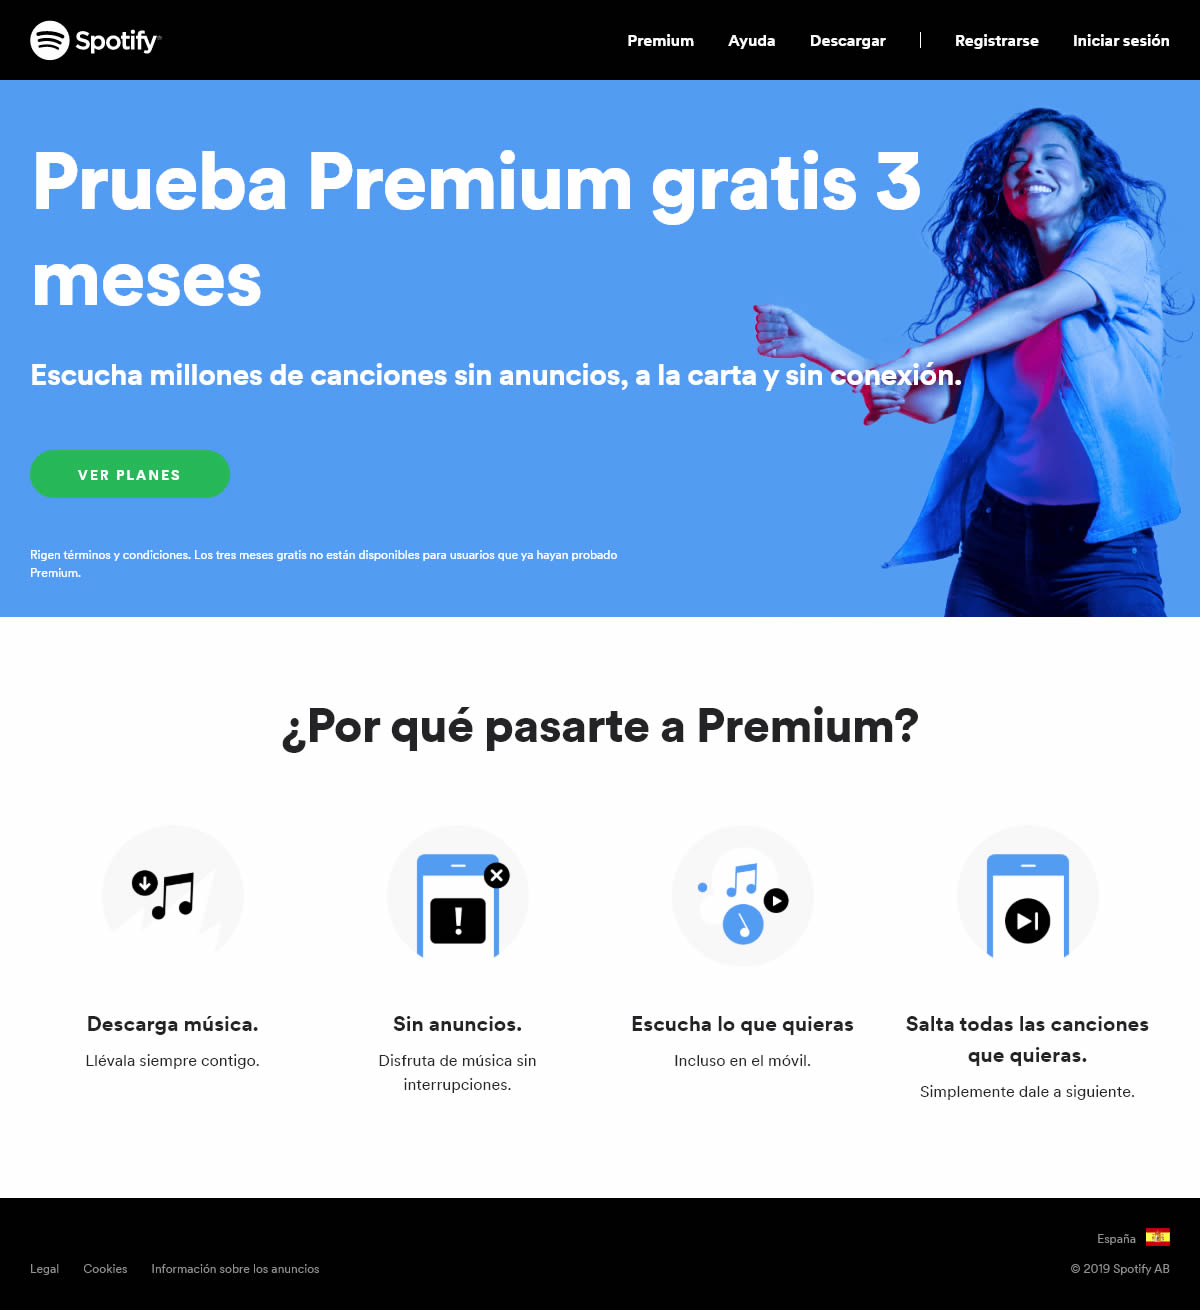 Spotify
Premium
Ayuda
Descargar
Registrarse
Iniciar sesión
Prueba Premium gratis 3
meses
Escucha millones de canciones sin anuncios, a la carta y sin conexión.
VER PLANES
Rigen términos y condiciones. Los tres meses gratis no están disponibles para usuarios que ya hayan probado
Premium.
¿Por qué pasarte a Premium?
Descarga música.
Llévala siempre contigo.
Sin anuncios.
Disfruta de música sin
interrupciones.
Escucha lo que quieras
Incluso en el móvil.
Salta todas las canciones
que quieras.
Simplemente dale a siguiente.
España
Legal
Cookies
Información sobre los anuncios
© 2019 Spotify AB